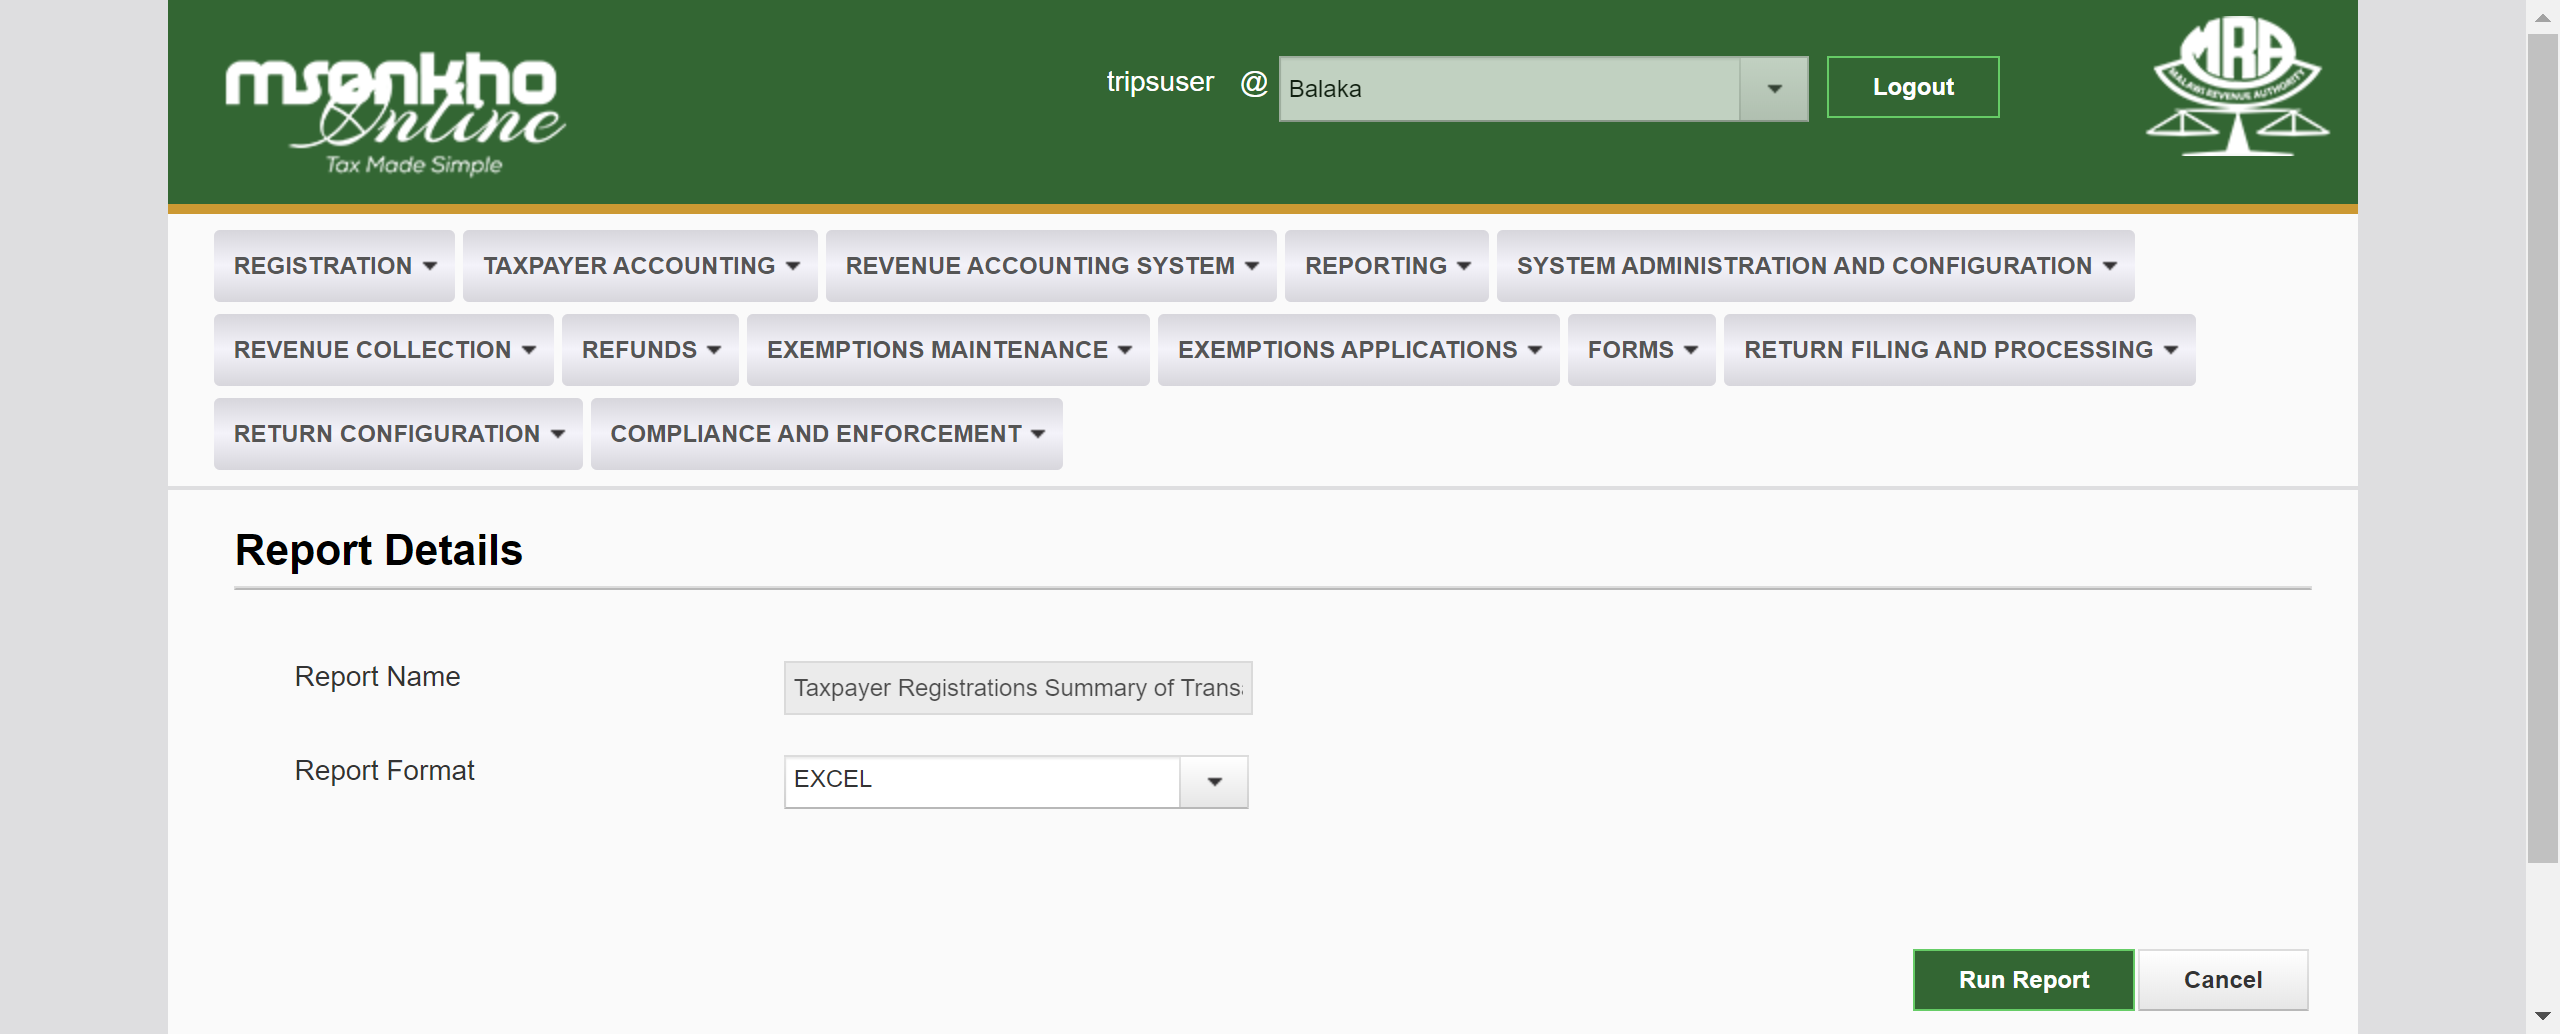 msonkho
Online
Tax Made Simple
tripsuser @ Balaka Logout
MRA
MALAWI REVENUE AUTHORITY
REGISTRATION TAXPAYER ACCOUNTING REVENUE ACCOUNTING SYSTEM REPORTING SYSTEM ADMINISTRATION AND CONFIGURATION
REVENUE COLLECTION REFUNDS EXEMPTIONS MAINTENANCE EXEMPTIONS APPLICATIONS FORMS RETURN FILING AND PROCESSING
RETURN CONFIGURATION COMPLIANCE AND ENFORCEMENT
Report Details
Report Name Taxpayer Registrations Summary of Transa
Report Format EXCEL
Run Report Cancel